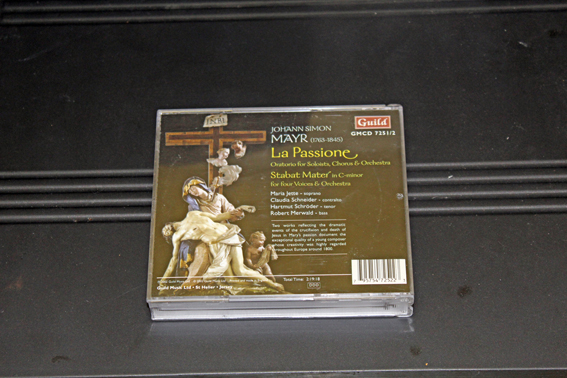 INRI
JOHANN SIMON
MAYR (1763-1845)
La Passione
Oratorio for Soloists, Chorus & Orchestra
Stabat Mater in C-minor
for four Voices & Orchestra
Maria Jette - soprano
Claudia Schneider - contralto
Hartmut Schröder - tenor
Robert Merwald - bass
Two works reflecting the dramatic
events of the crucifixion and death of
Jesus in Mary's passion, document the
exceptional quality of a young composer
whose creativity was highly regarded
throughout Europe around 1800.
Guild
GMCD 7251/2
Total Time: 2.19:18
DDD
Guild Music Ltd - St Helier - Jersey